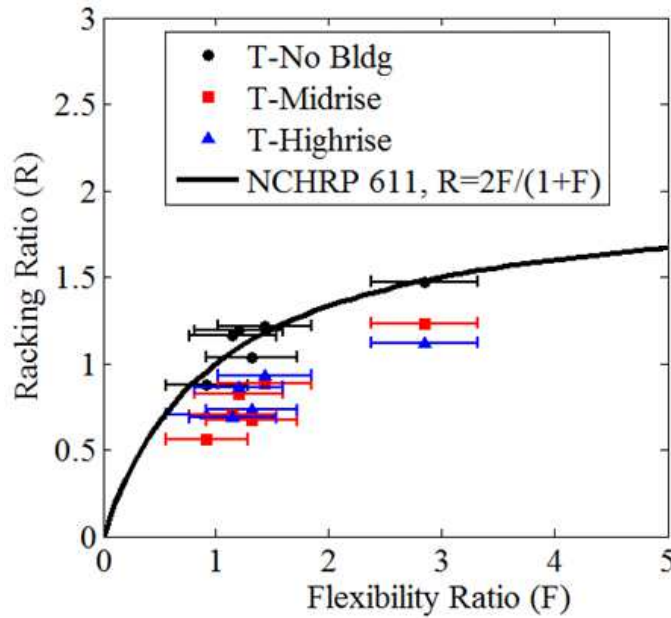 3
2.5
2
1.5
1
0.5
0
Racking Ratio (R)
T-No Bldg
T-Midrise
T-Highrise
NCHRP 611, R=2F/(1+F)
0 1 2 3 4 5
Flexibility Ratio (F)